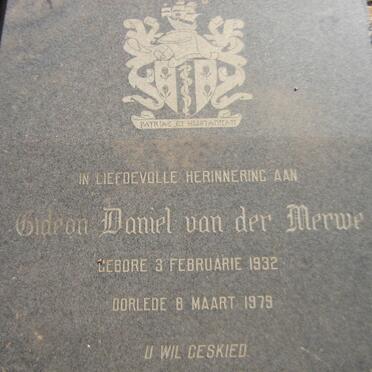 PATRIAE ET HUMANITATI
IN LIEFDEVOLLE HERINNERING AAN
Gideon Daniel van der Merwe
GEBORE 3 FEBRUARIE 1932
OORLEDE 8 MAART 1979
U WIL GESKIED